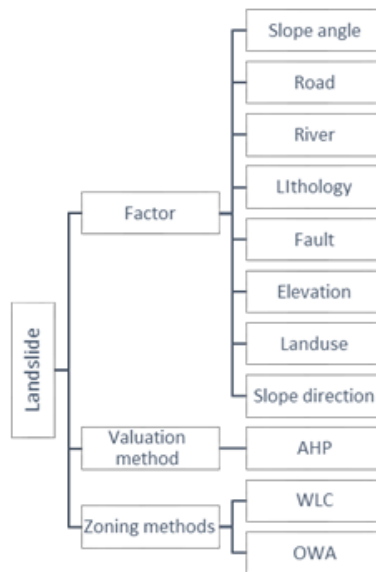 Landslide
Factor
Slope angle
Road
River
LIthology
Fault
Elevation
Landuse
Slope direction
Valuation
method
AHP
Zoning methods
WLC
OWA